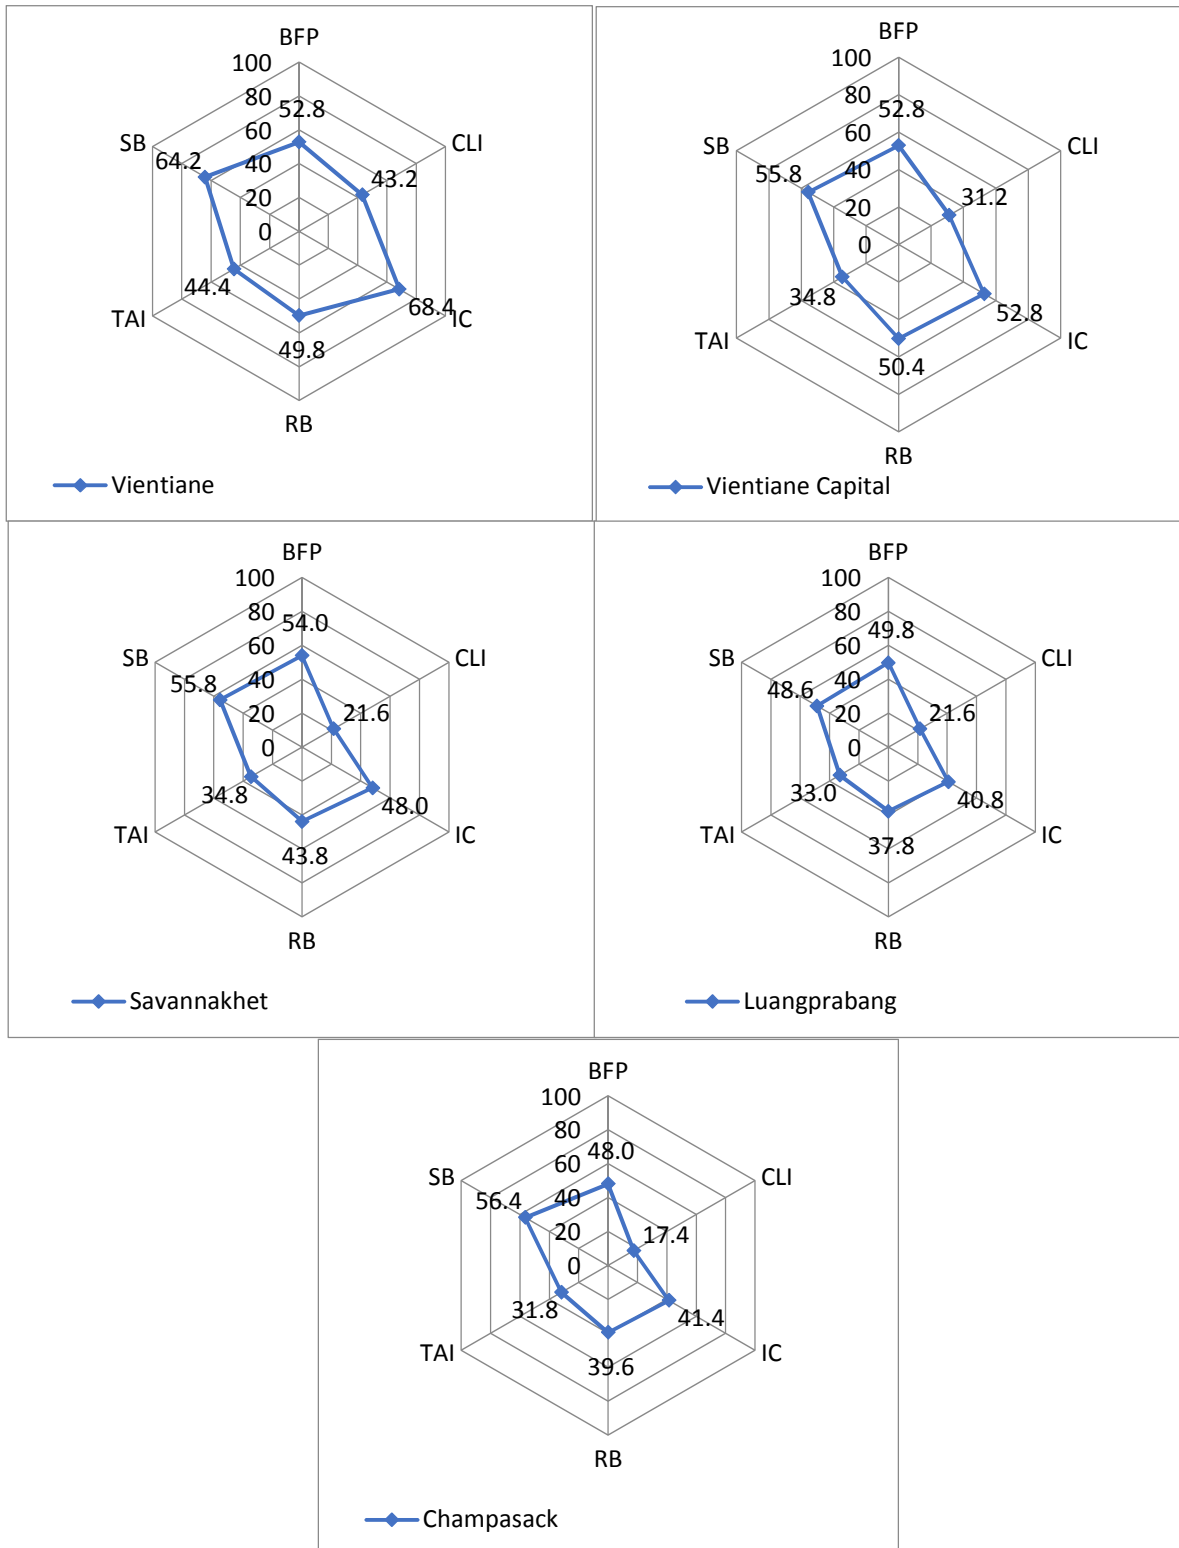 BFP
100
80
52.8
60
SB
CLI
64.2
40
43.2
20
0
44.4
68.4
TAI
IC
49.8
RB
Vientiane
BFP
100
80
52.8
60
SB
CLI
55.8
40
31.2
20
0
34.8
52.8
TAI
IC
50.4
RB
Vientiane Capital
BFP
100
80
54.0
60
SB
CLI
55.8
40
21.6
20
0
34.8
48.0
TAI
IC
43.8
RB
Savannakhet
BFP
100
80
49.8
60
SB
CLI
48.6
40
21.6
20
0
33.0
40.8
TAI
IC
37.8
RB
Luangprabang
BFP
100
80
48.0
60
SB
CLI
56.4
40
17.4
20
0
31.8
41.4
TAI
IC
39.6
RB
Champasack